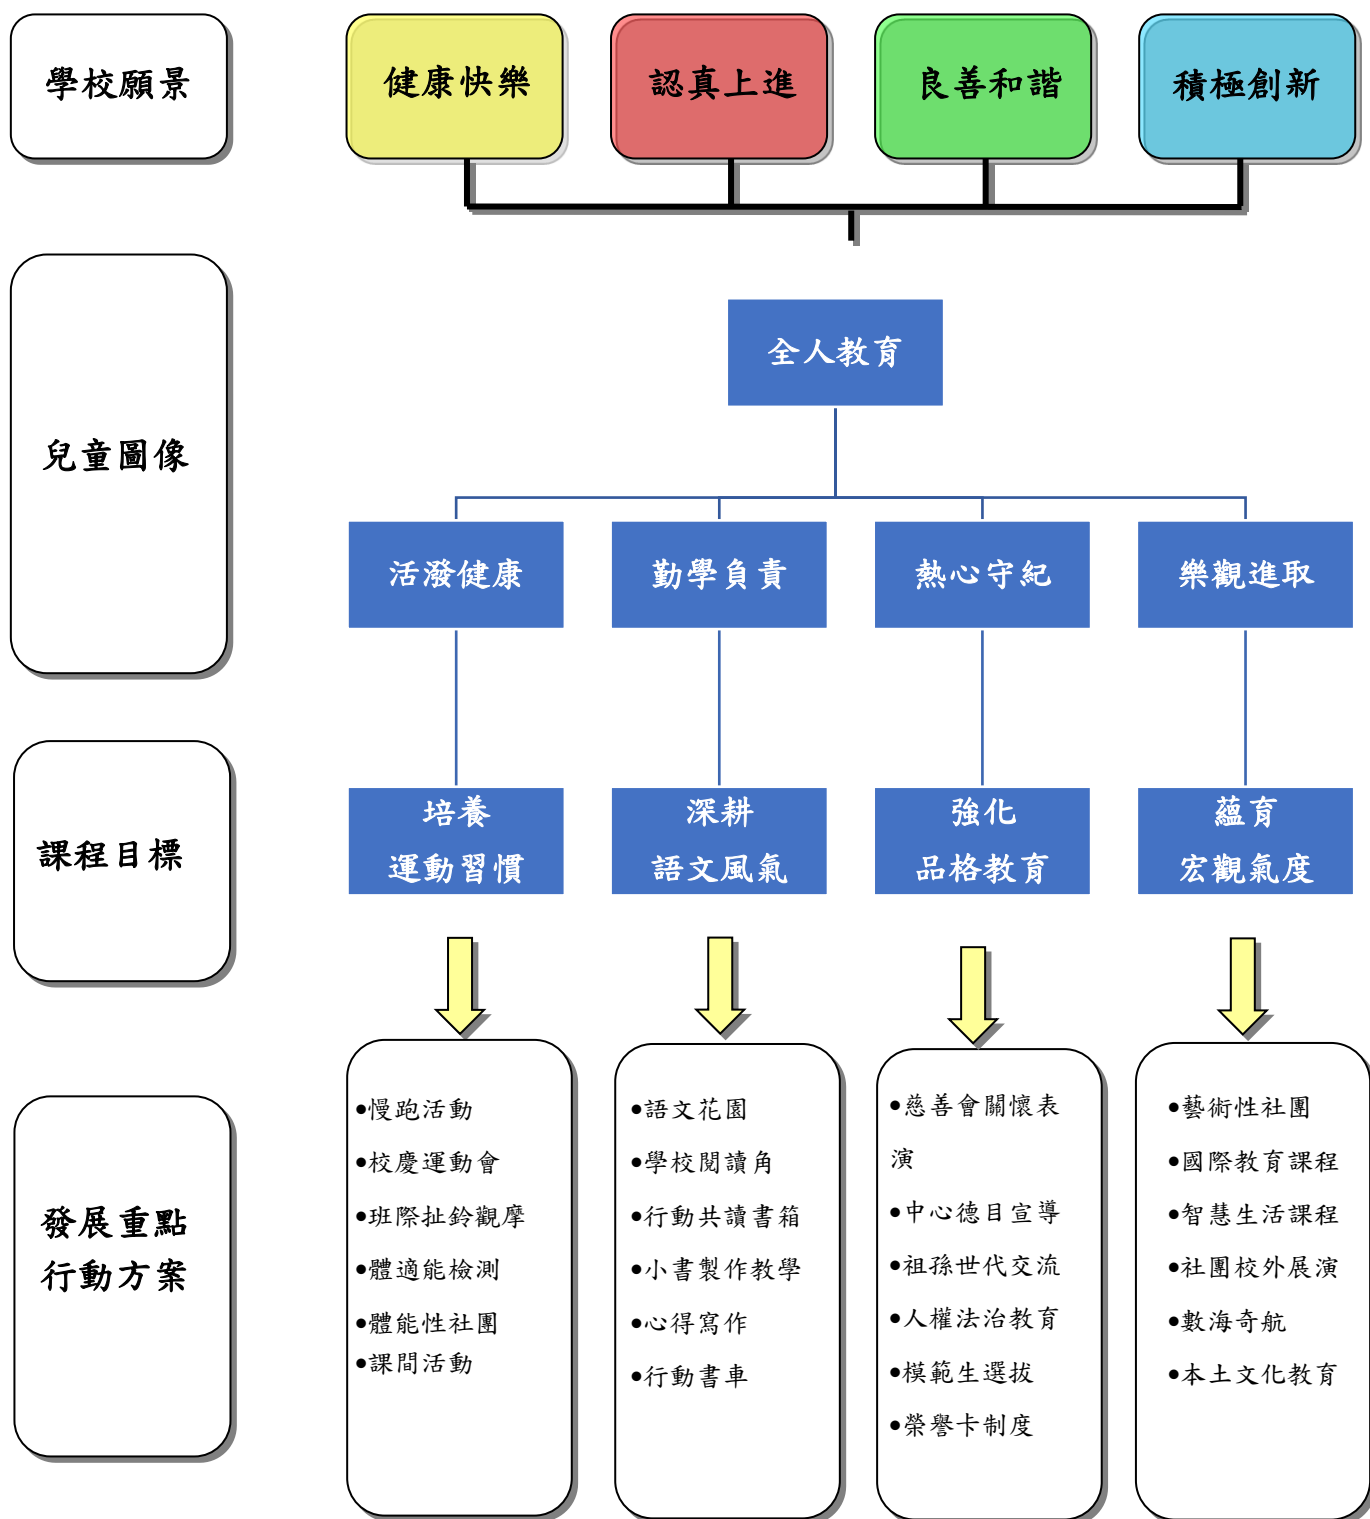 學校願景
健康快樂
認真上進
良善和諧
積極創新
兒童圖像
全人教育
活潑健康
勤學負責
熱心守紀
樂觀進取
課程目標
培養
運動習慣
深耕
語文風氣
強化
品格教育
蘊育
宏觀氣度
發展重點
行動方案
•慢跑活動
•校慶運動會
•班際扯鈴觀摩
•體適能檢測
•體能性社團
•課間活動
•語文花園
•學校閱讀角
•行動共讀書箱
•小書製作教學
•心得寫作
•行動書車
•慈善會關懷表
演
•中心德目宣導
•祖孫世代交流
•人權法治教育
•模範生選拔
•榮譽卡制度
•藝術性社團
•國際教育課程
•智慧生活課程
•社團校外展演
•數海奇航
•本土文化教育